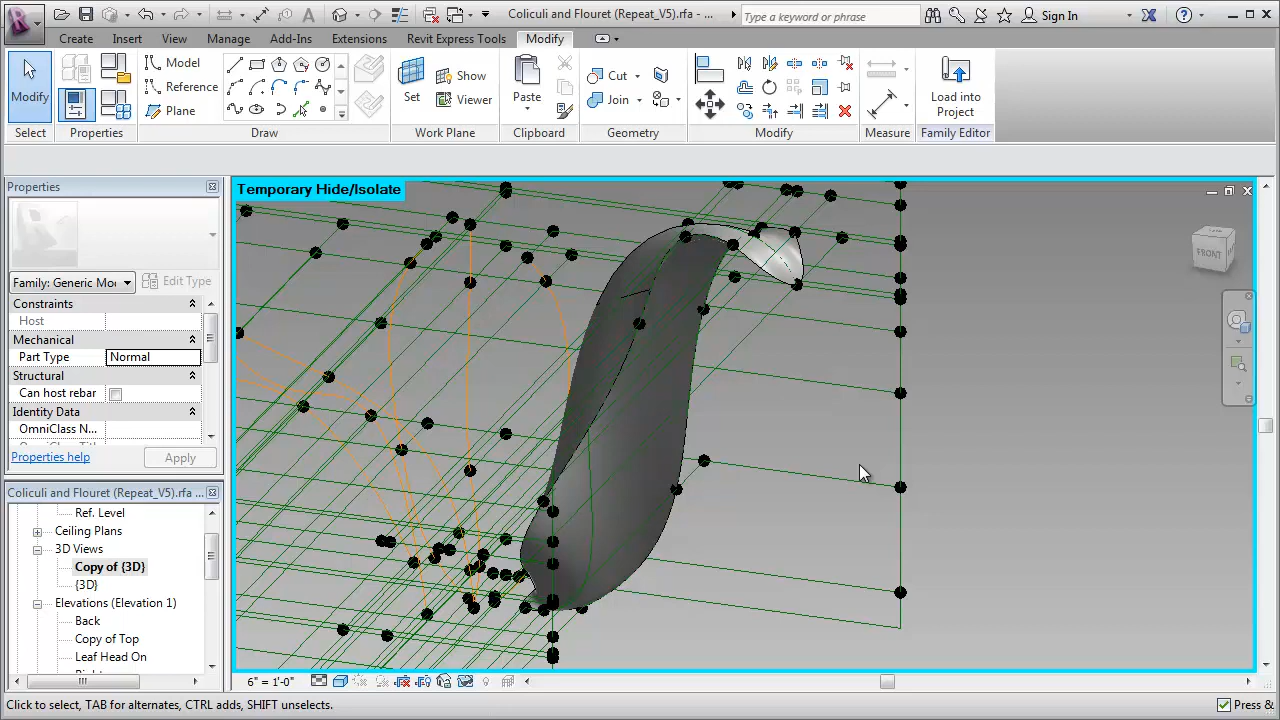 Coliculi and Flouret (Repeat_V5).rfa - ...
Type a keyword or phrase
Sign In
Create Insert View Manage Add-Ins Extensions Revit Express Tools Modify
Modify
Model
Reference
Plane
Set
Show
Viewer
Paste
Cut
Join
Load into
Project
Select Properties Draw Work Plane Clipboard Geometry Modify Measure Family Editor
Properties
Family: Generic Mo
Edit Type
Constraints
Host
Mechanical
Part Type Normal
Structural
Can host rebar
Identity Data
OmniClass N...
Properties help Apply
Coliculi and Flouret (Repeat_V5).rfa ...
Ref. Level
Ceiling Plans
3D Views
Copy of {3D}
{3D}
Elevations (Elevation 1)
Back
Copy of Top
Leaf Head On
Temporary Hide/Isolate
FRONT
6" = 1'-0"
Click to select, TAB for alternates, CTRL adds, SHIFT unselects.
Press &